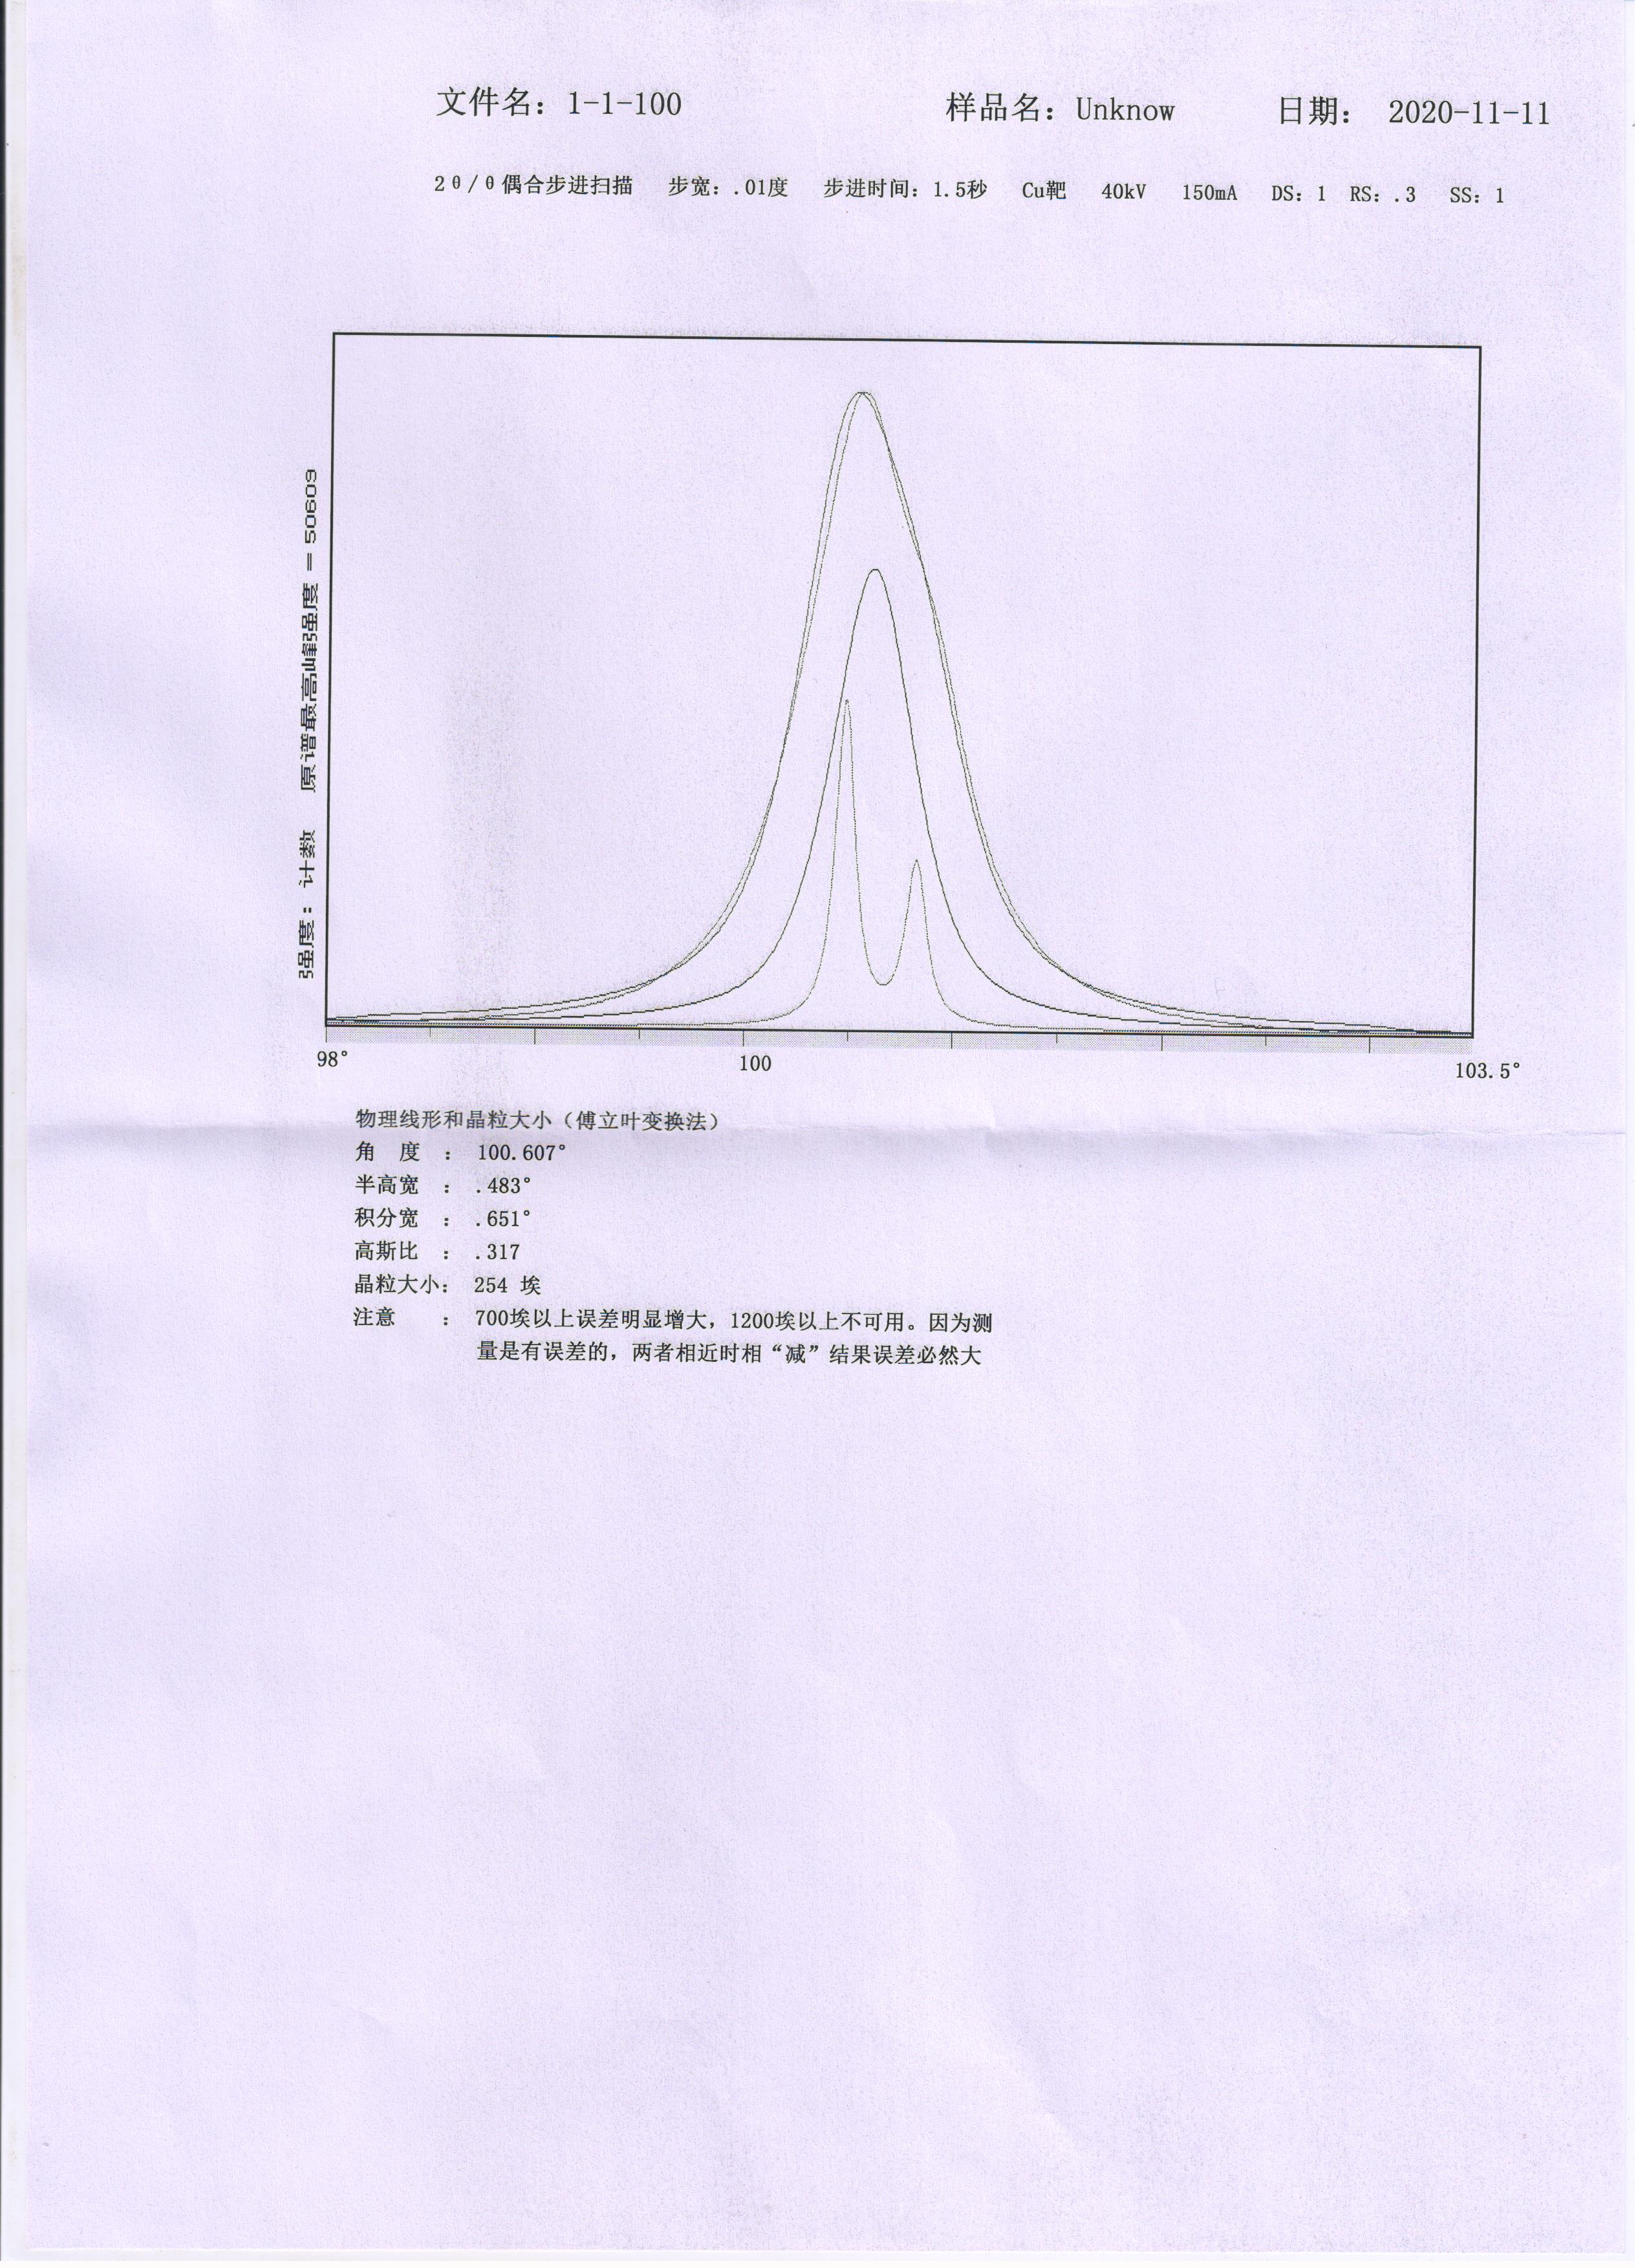 文件名：1-1-100 样品名：Unknow 日期： 2020-11-11
2θ/θ偶合步进扫描 步宽：.01度 步进时间：1.5秒 Cu靶 40kV 150mA DS：1 RS：.3 SS：1
强度：计数 原谱最高峰强度 = 50609
98° 100 103.5°
物理线形和晶粒大小（傅立叶变换法）
角 度 ： 100.607°
半高宽 ： .483°
积分宽 ： .651°
高斯比 ： .317
晶粒大小： 254 埃
注意 ： 700埃以上误差明显增大，1200埃以上不可用。因为测
量是有误差的，两者相近时相“减”结果误差必然大